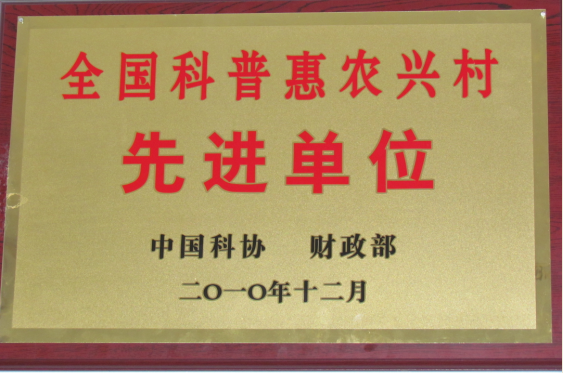 全国科普惠农兴村
先进单位
中国科协 财政部
二〇一〇年十二月